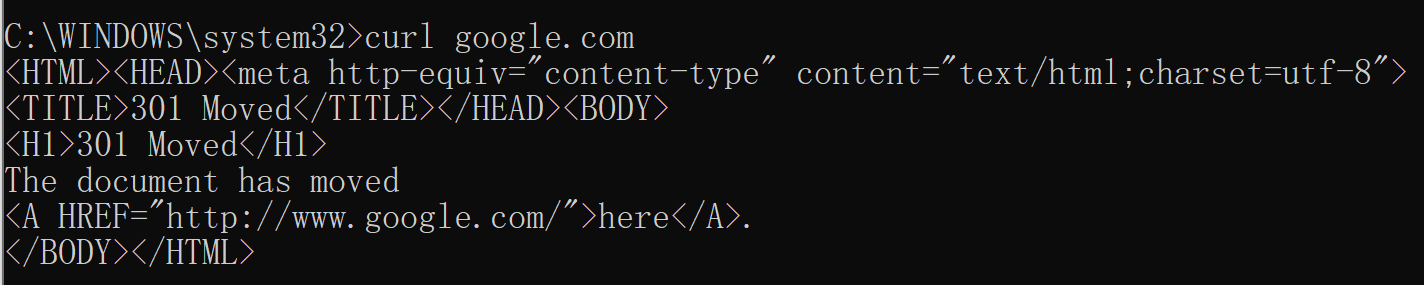 C:\WINDOWS\system32>curl google.com
<HTML><HEAD><meta http-equiv="content-type" content="text/html;charset=utf-8">
<TITLE>301 Moved</TITLE></HEAD><BODY>
<H1>301 Moved</H1>
The document has moved
<A HREF="http://www.google.com/">here</A>.
</BODY></HTML>